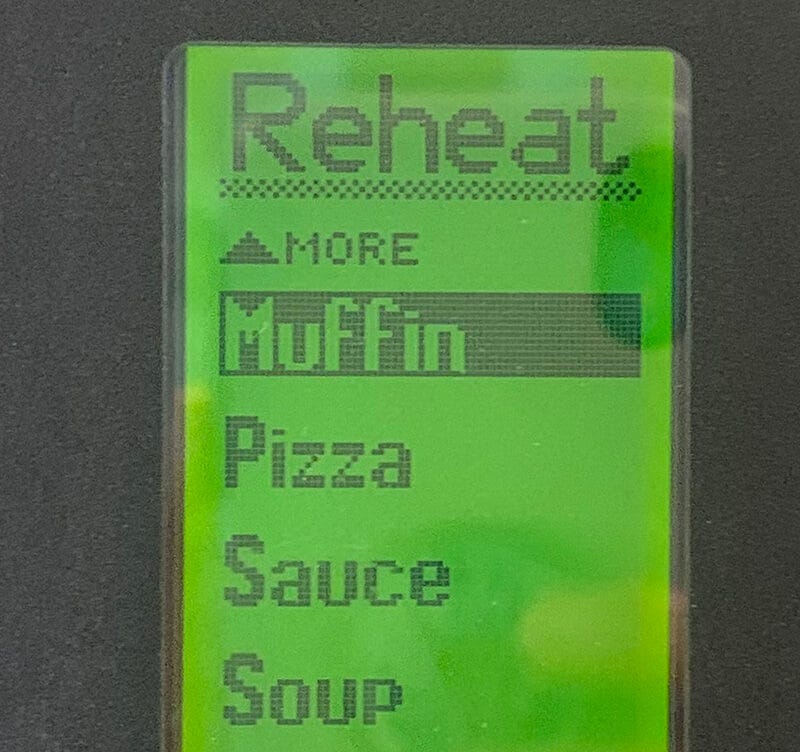 Reheat
▲MORE
Muffin
Pizza
Sauce
Soup